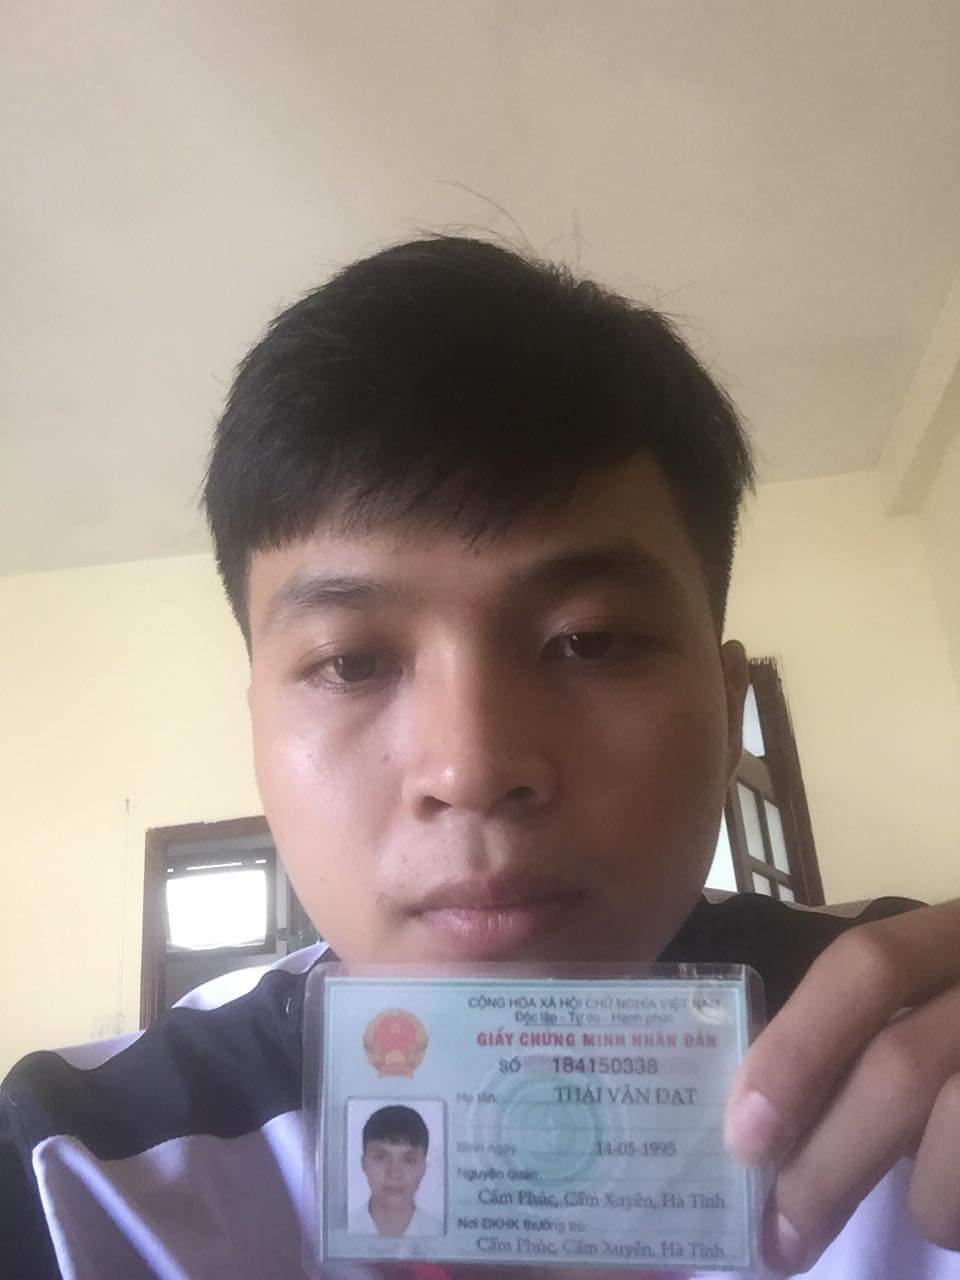 CỘNG HÒA XÃ HỘI CHỦ NGHĨA VIỆT NAM
Độc lập - Tự do - Hạnh phúc
GIẤY CHỨNG MINH NHÂN DÂN
SỐ 184150338
Họ tên: THÁI VĂN ĐẠT
Sinh ngày 14-05-1995
Nguyên quán:
Cẩm Phúc, Cẩm Xuyên, Hà Tĩnh
Nơi ĐKHK thường trú:
Cẩm Phúc, Cẩm Xuyên, Hà Tĩnh